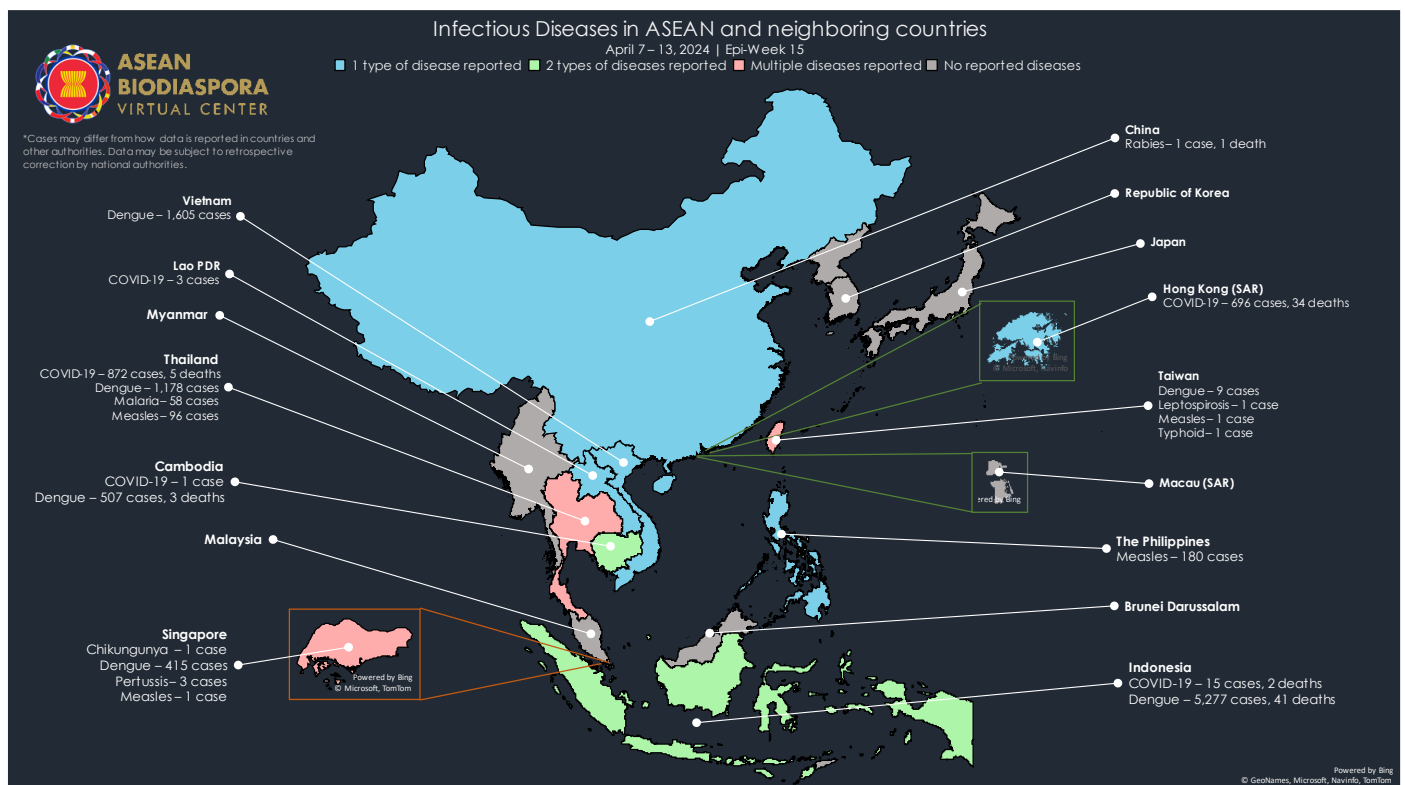 Infectious Diseases in ASEAN and neighboring countries
April 7 – 13, 2024 | Epi-Week 15
1 type of disease reported 2 types of diseases reported Multiple diseases reported No reported diseases
ASEAN
BIODIASPORA
VIRTUAL CENTER
*Cases may differ from how data is reported in countries and
other authorities. Data may be subject to retrospective
correction by national authorities.
Vietnam
Dengue – 1,605 cases
Lao PDR
COVID-19 – 3 cases
Myanmar
Thailand
COVID-19 – 872 cases, 5 deaths
Dengue – 1,178 cases
Malaria – 58 cases
Measles – 96 cases
Cambodia
COVID-19 – 1 case
Dengue – 507 cases, 3 deaths
Malaysia
Singapore
Chikungunya – 1 case
Dengue – 415 cases
Pertussis – 3 cases
Measles – 1 case
Powered by Bing
© Microsoft, TomTom
China
Rabies – 1 case, 1 death
Republic of Korea
Japan
Hong Kong (SAR)
COVID-19 – 696 cases, 34 deaths
Powered by Bing
© Microsoft, Navinfo
Taiwan
Dengue – 9 cases
Leptospirosis – 1 case
Measles – 1 case
Typhoid – 1 case
Macau (SAR)
ered by Bing
The Philippines
Measles – 180 cases
Brunei Darussalam
Indonesia
COVID-19 – 15 cases, 2 deaths
Dengue – 5,277 cases, 41 deaths
Powered by Bing
© GeoNames, Microsoft, Navinfo, TomTom